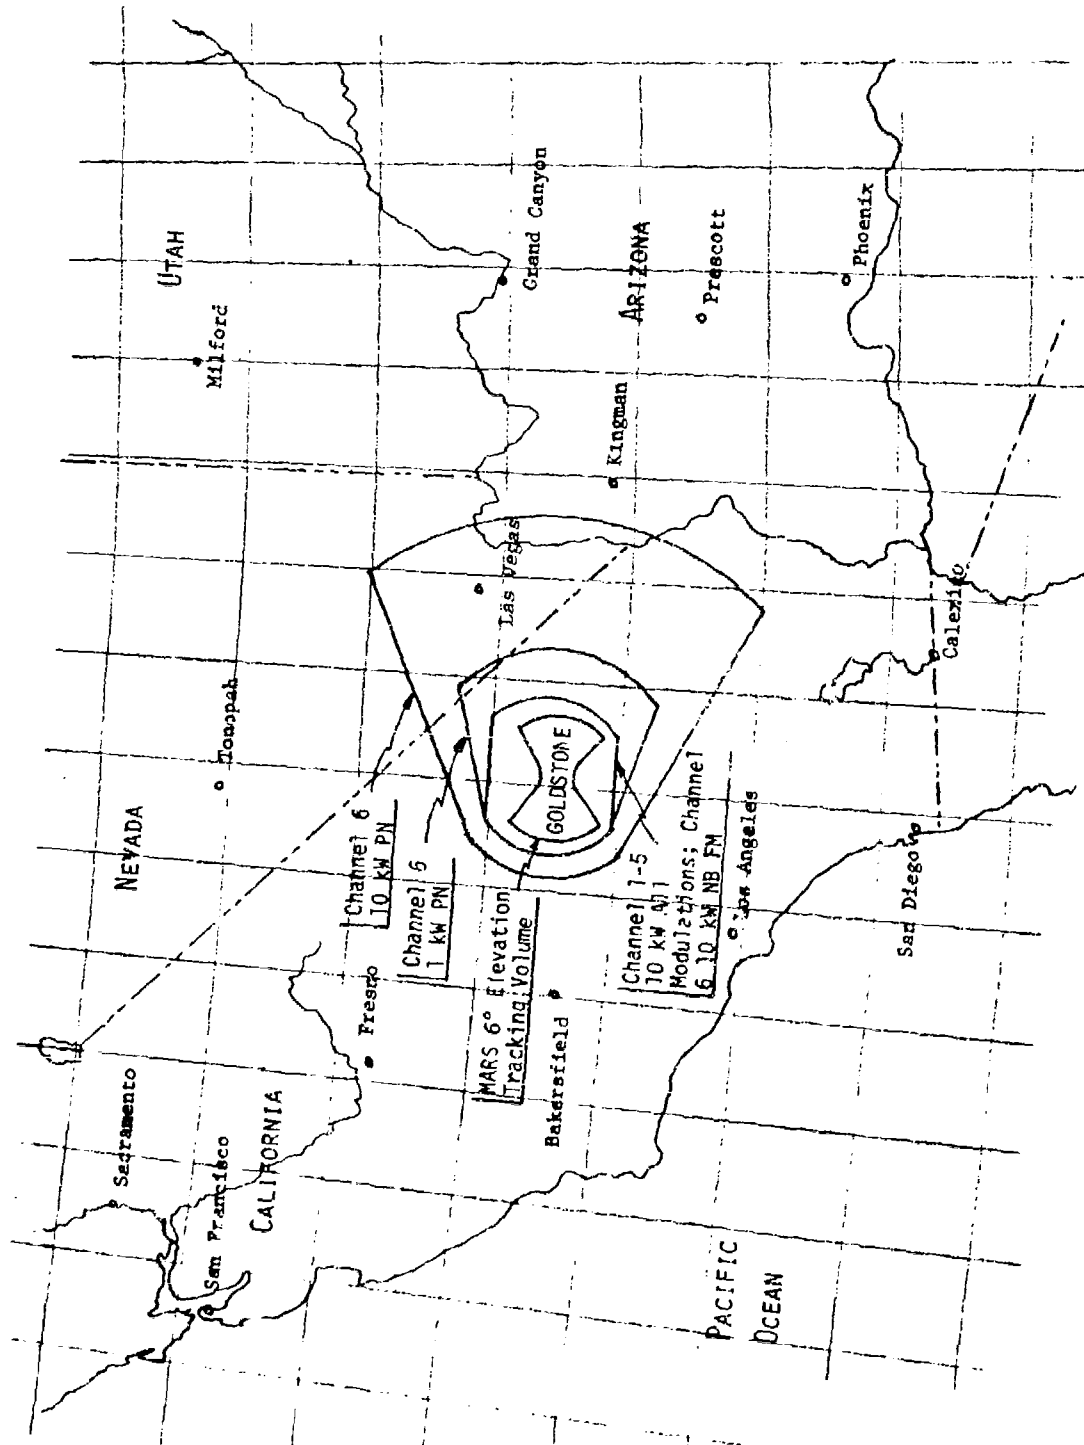 UTAH
Milford
Grand Canyon
ARIZONA
Prescott
Phoenix
Kingman
Las Vegas
Tonopah
NEVADA
Channel 6
10 kW PN
Channel 6
1 kW PN
MARS 6° Elevation
Tracking Volume
GOLDSTONE
Channel 1-5
10 kW All
Modulations; Channel
6 10 kW NB FM
Los Angeles
Calexico
San Diego
Fresno
Bakersfield
Sacramento
San Francisco
CALIFORNIA
PACIFIC
OCEAN